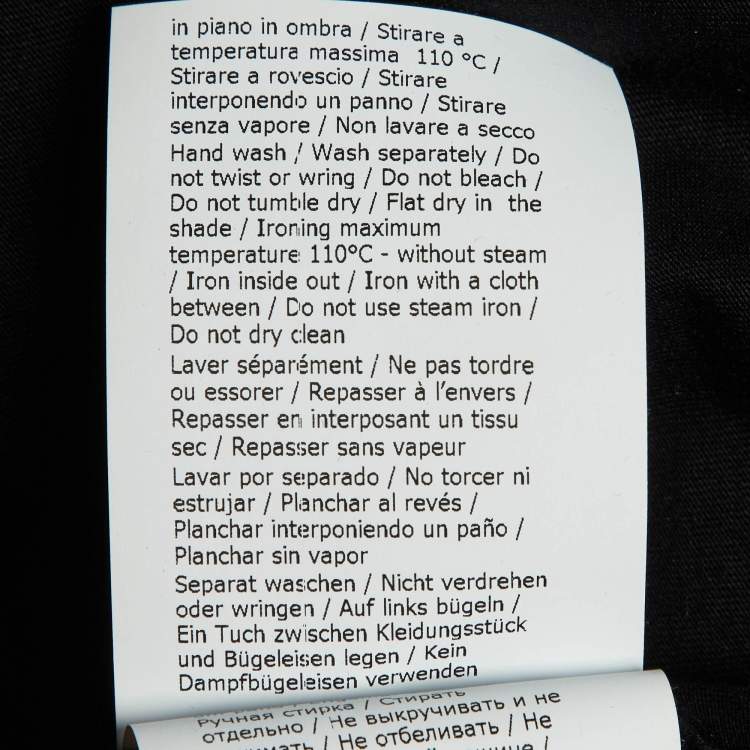 in piano in ombra / Stirare a
temperatura massima 110 °C /
Stirare a rovescio / Stirare
interponendo un panno / Stirare
senza vapore / Non lavare a secco
Hand wash / Wash separately / Do
not twist or wring / Do not bleach /
Do not tumble dry / Flat dry in the
shade / Ironing maximum
temperature 110°C - without steam
/ Iron inside out / Iron with a cloth
between / Do not use steam iron /
Do not dry clean
Laver séparément / Ne pas tordre
ou essorer / Repasser à l'envers /
Repasser en interposant un tissu
sec / Repasser sans vapeur
Lavar por separado / No torcer ni
estrujar / Planchar al revés /
Planchar interponiendo un paño /
Planchar sin vapor
Separat waschen / Nicht verdrehen
oder wringen / Auf links bügeln /
Ein Tuch zwischen Kleidungsstück
und Bügeleisen legen / Kein
Dampfbügeleisen verwenden
Ручная стирка / Стирать
отдельно / Не выкручивать и не
/ Не отбеливать / Не